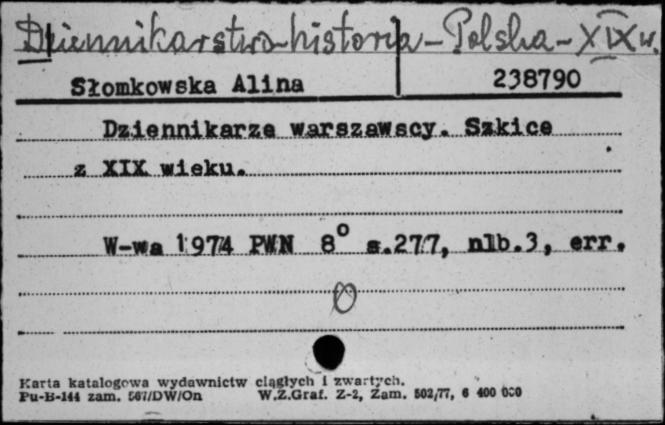 Dziennikarstwo-historia-Polska-XIX w.
Słomkowska Alina 238790
Dziennikarze warszawscy. Szkice
z XIX wieku.
W-wa 1974 PWN 8° s.277, nlb.3, err.
Karta katalogowa wydawnictw ciągłych i zwartych.
Pu-B-144 zam. 567/DW/On W.Z.Graf. Z-2, Zam. 502/77, 6 400 000